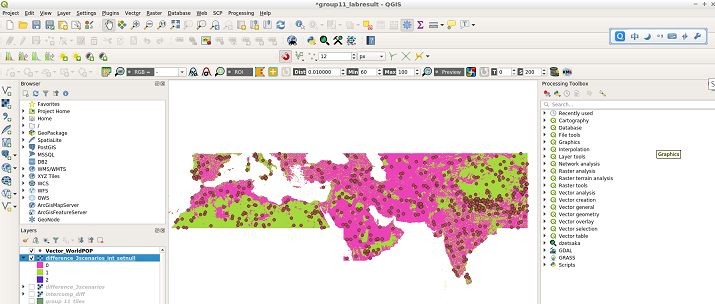 *group11_labresult - QGIS
Project Edit View Layer Settings Plugins Vector Raster Database Web SCP Processing Help
12 px
RGB = - ROI Dist 0.010000 Min 60 Max 100 Preview T 0 S 200
Browser
Favorites
Project Home
Home
/
GeoPackage
SpatiaLite
PostGIS
MSSQL
DB2
WMS/WMTS
XYZ Tiles
WCS
WFS
OWS
ArcGisMapServer
ArcGisFeatureServer
GeoNode
Layers
Vector_WorldPOP
difference_3scenarios_int_setnull
0
1
2
difference_3scenarios
intercomp_diff
group_11_tiles
Processing Toolbox
Search...
Recently used
Cartography
Database
File tools
Graphics
Interpolation
Layer tools
Network analysis
Raster analysis
Raster terrain analysis
Raster tools
Vector analysis
Vector creation
Vector general
Vector geometry
Vector overlay
Vector selection
Vector table
dzetsaka
GDAL
GRASS
Scripts
Graphics
中